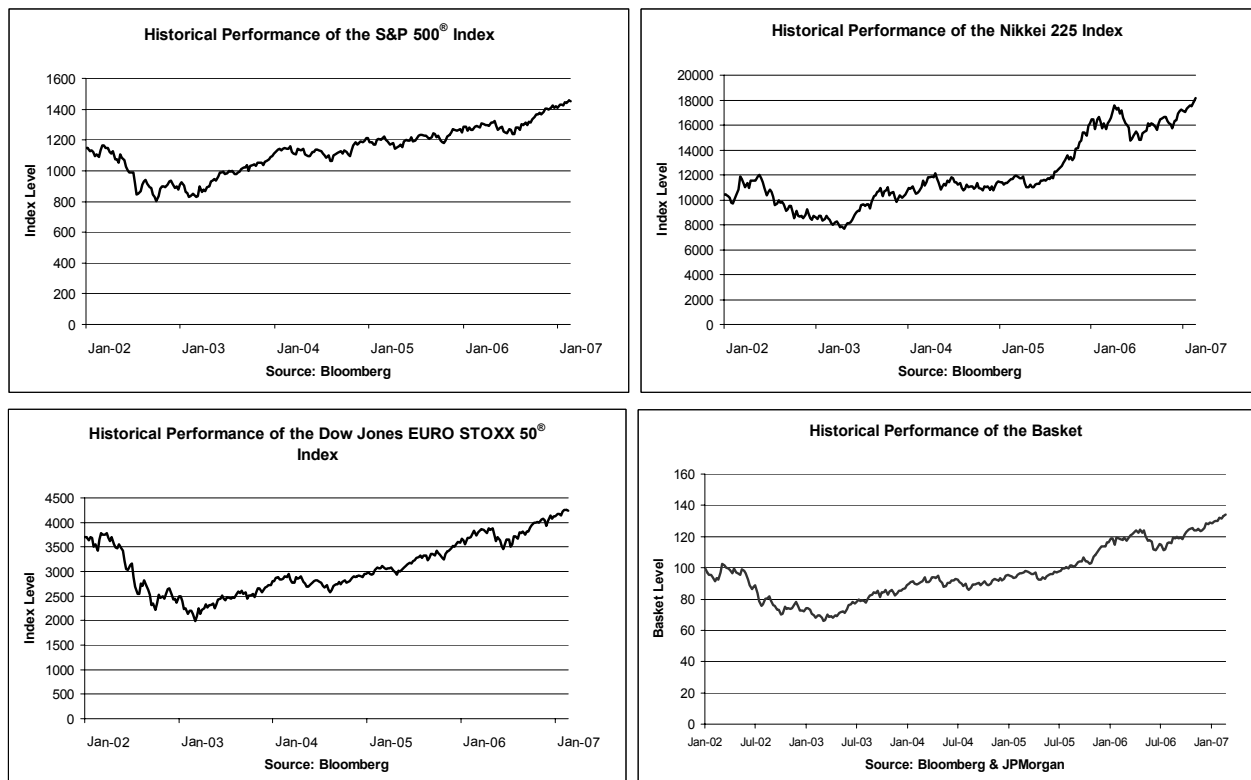 Historical Performance of the S&P 500® Index
Index Level
1600
1400
1200
1000
800
600
400
200
0
Jan-02 Jan-03 Jan-04 Jan-05 Jan-06 Jan-07
Source: Bloomberg
Historical Performance of the Nikkei 225 Index
Index Level
20000
18000
16000
14000
12000
10000
8000
6000
4000
2000
0
Jan-02 Jan-03 Jan-04 Jan-05 Jan-06 Jan-07
Source: Bloomberg
Historical Performance of the Dow Jones EURO STOXX 50®
Index
Index Level
4500
4000
3500
3000
2500
2000
1500
1000
500
0
Jan-02 Jan-03 Jan-04 Jan-05 Jan-06 Jan-07
Source: Bloomberg
Historical Performance of the Basket
Basket Level
160
140
120
100
80
60
40
20
0
Jan-02 Jul-02 Jan-03 Jul-03 Jan-04 Jul-04 Jan-05 Jul-05 Jan-06 Jul-06 Jan-07
Source: Bloomberg & JPMorgan